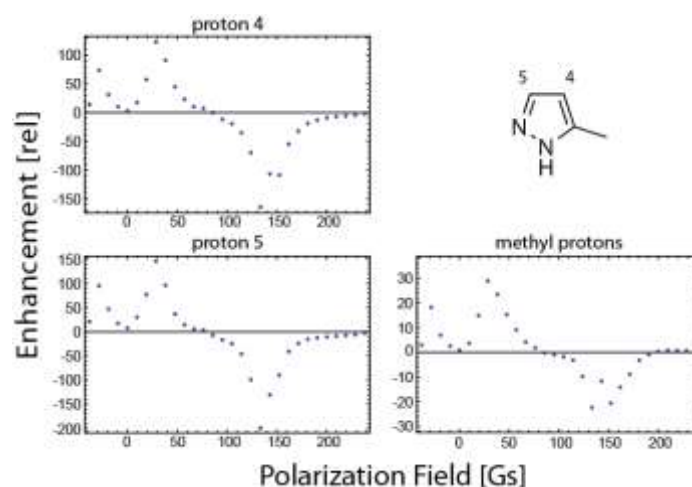 proton 4
100
50
0
-50
-100
-150
0 50 100 150 200
5 4
N
N
H
proton 5
150
100
50
0
-50
-100
-150
-200
0 50 100 150 200
methyl protons
30
20
10
0
-10
-20
-30
0 50 100 150 200
Enhancement [rel]
Polarization Field [Gs]